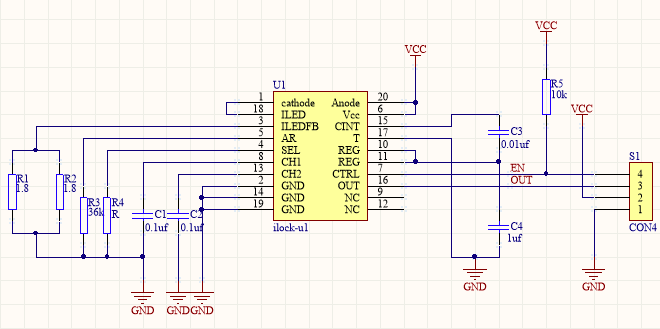 VCC
VCC
R5
10k
VCC
U1
1 cathode Anode 20
18 ILED Vcc 6
3 ILEDFB CINT 15
5 AR T 17
4 SEL REG 10
8 CH1 REG 11
13 CH2 CTRL 7
2 GND OUT 16
14 GND NC 9
19 GND NC 12
ilock-u1
C3
0.01uf
EN
OUT
S1
4
3
2
1
CON4
R1
1.8
R2
1.8
R3
36k
R4
R
C1
0.1uf
C2
0.1uf
C4
1uf
GND
GND
GND
GND
GND